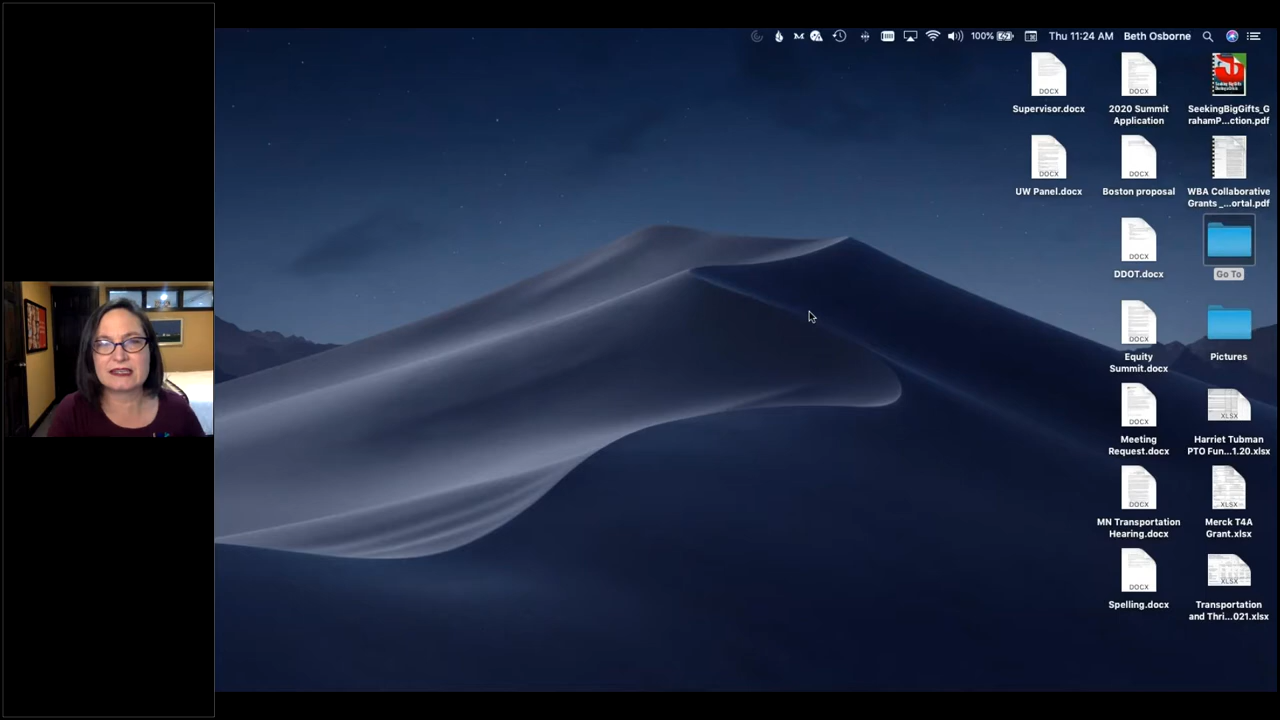 100%
Thu 11:24 AM
Beth Osborne
DOCX
Supervisor.docx
DOCX
2020 Summit
Application
SeekingBigGifts_G
rahamP...ction.pdf
DOCX
UW Panel.docx
DOCX
Boston proposal
WBA Collaborative
Grants _...ortal.pdf
DOCX
DDOT.docx
Go To
DOCX
Equity
Summit.docx
Pictures
DOCX
Meeting
Request.docx
XLSX
Harriet Tubman
PTO Fun...1.20.xlsx
DOCX
MN Transportation
Hearing.docx
XLSX
Merck T4A
Grant.xlsx
DOCX
Spelling.docx
XLSX
Transportation
and Thri...021.xlsx